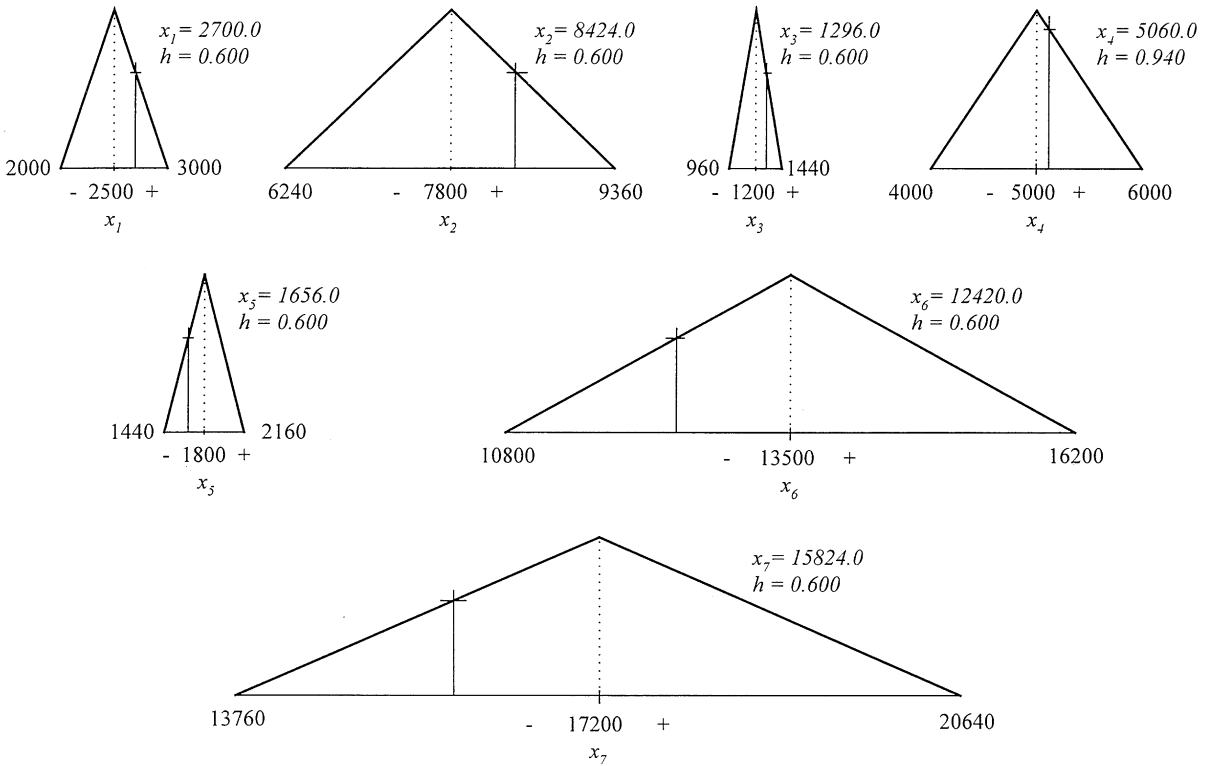 x₁= 2700.0
h = 0.600
2000
3000
- 2500 +
x₁
x₂= 8424.0
h = 0.600
6240
- 7800 +
9360
x₂
x₃= 1296.0
h = 0.600
960
1440
- 1200 +
x₃
x₄= 5060.0
h = 0.940
4000
- 5000 +
6000
x₄
x₅= 1656.0
h = 0.600
1440
2160
- 1800 +
x₅
x₆= 12420.0
h = 0.600
10800
- 13500 +
16200
x₆
x₇= 15824.0
h = 0.600
13760
- 17200 +
20640
x₇